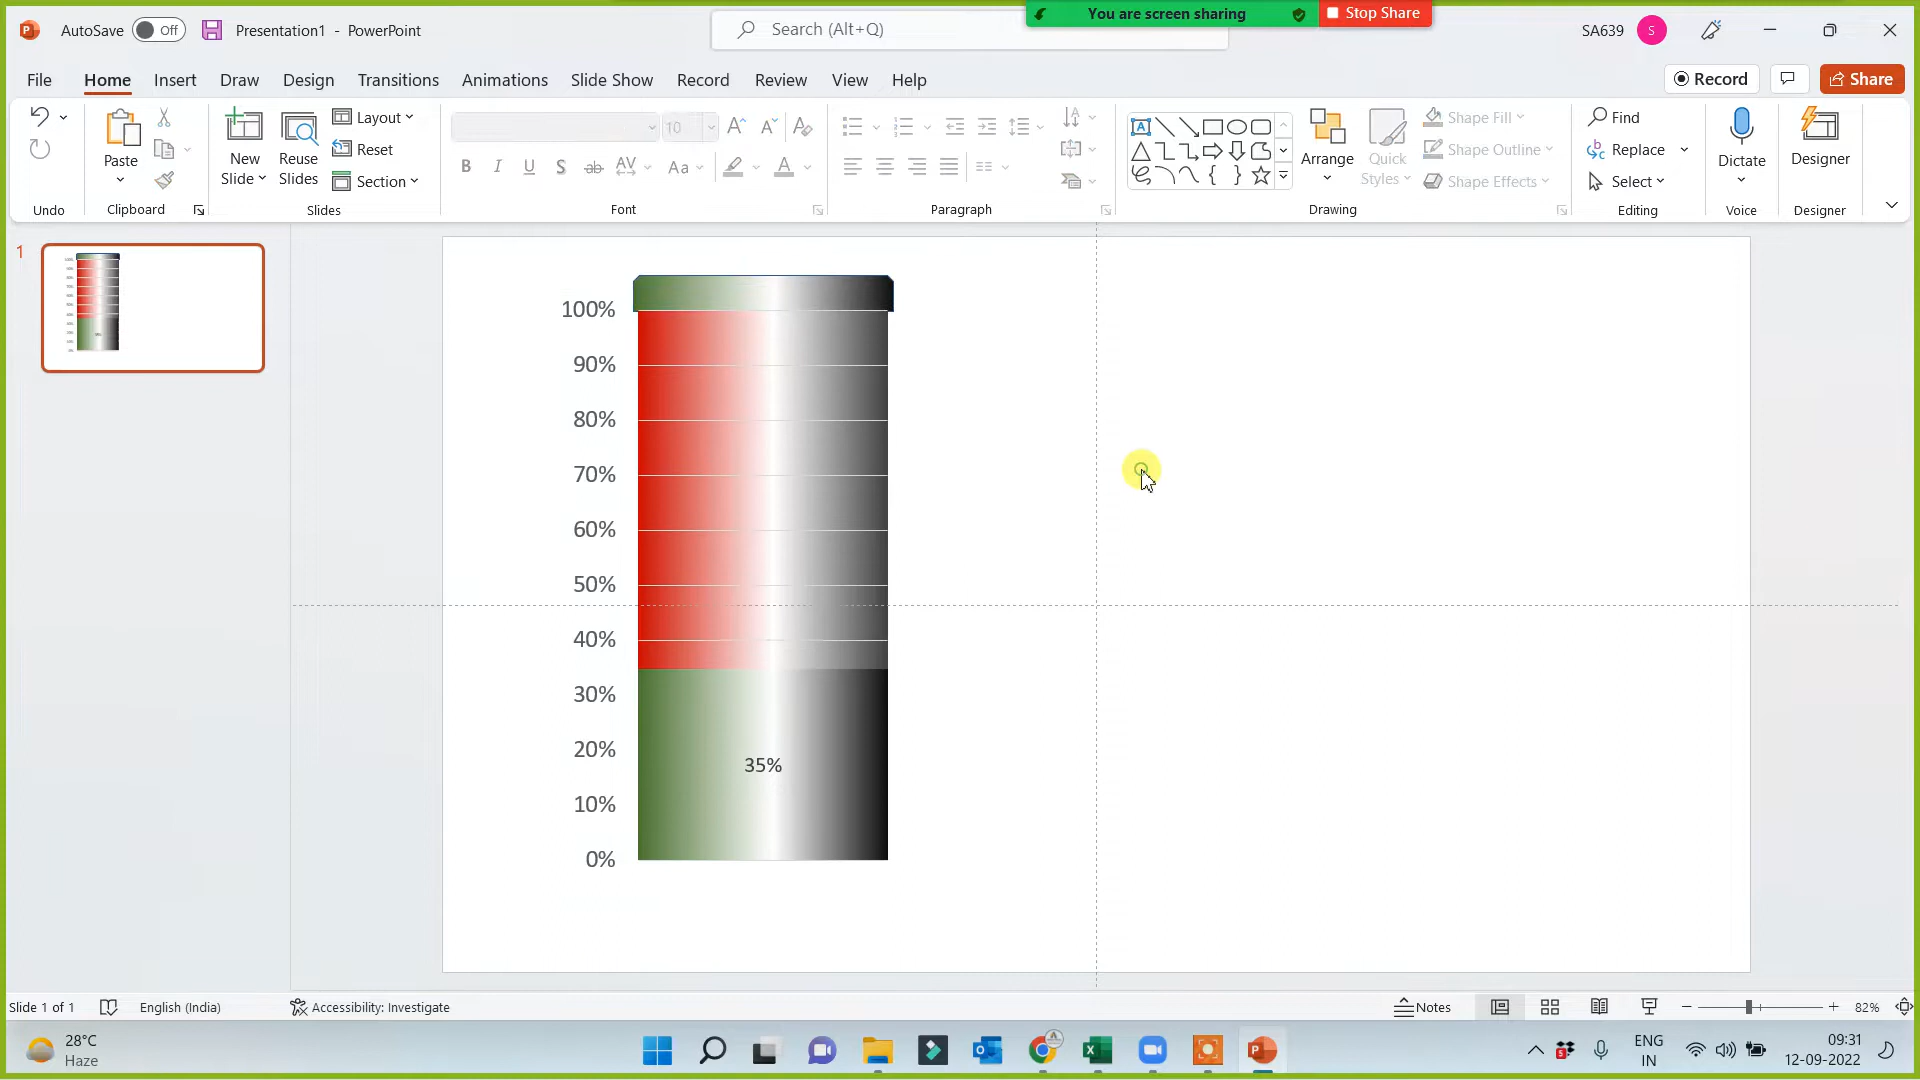 You are screen sharing
Stop Share
AutoSave Off Presentation1 - PowerPoint
Search (Alt+Q)
SA639 S
File Home Insert Draw Design Transitions Animations Slide Show Record Review View Help
Record Share
Undo
Paste
Clipboard
New Slide
Reuse Slides
Layout
Reset
Section
Slides
10
Font
Paragraph
Arrange
Quick Styles
Shape Fill
Shape Outline
Shape Effects
Drawing
Find
Replace
Select
Editing
Dictate
Voice
Designer
Designer
1
100%
90%
80%
70%
60%
50%
40%
30%
20%
10%
0%
35%
Slide 1 of 1 English (India) Accessibility: Investigate
Notes 82%
28°C
Haze
ENG
IN
09:31
12-09-2022